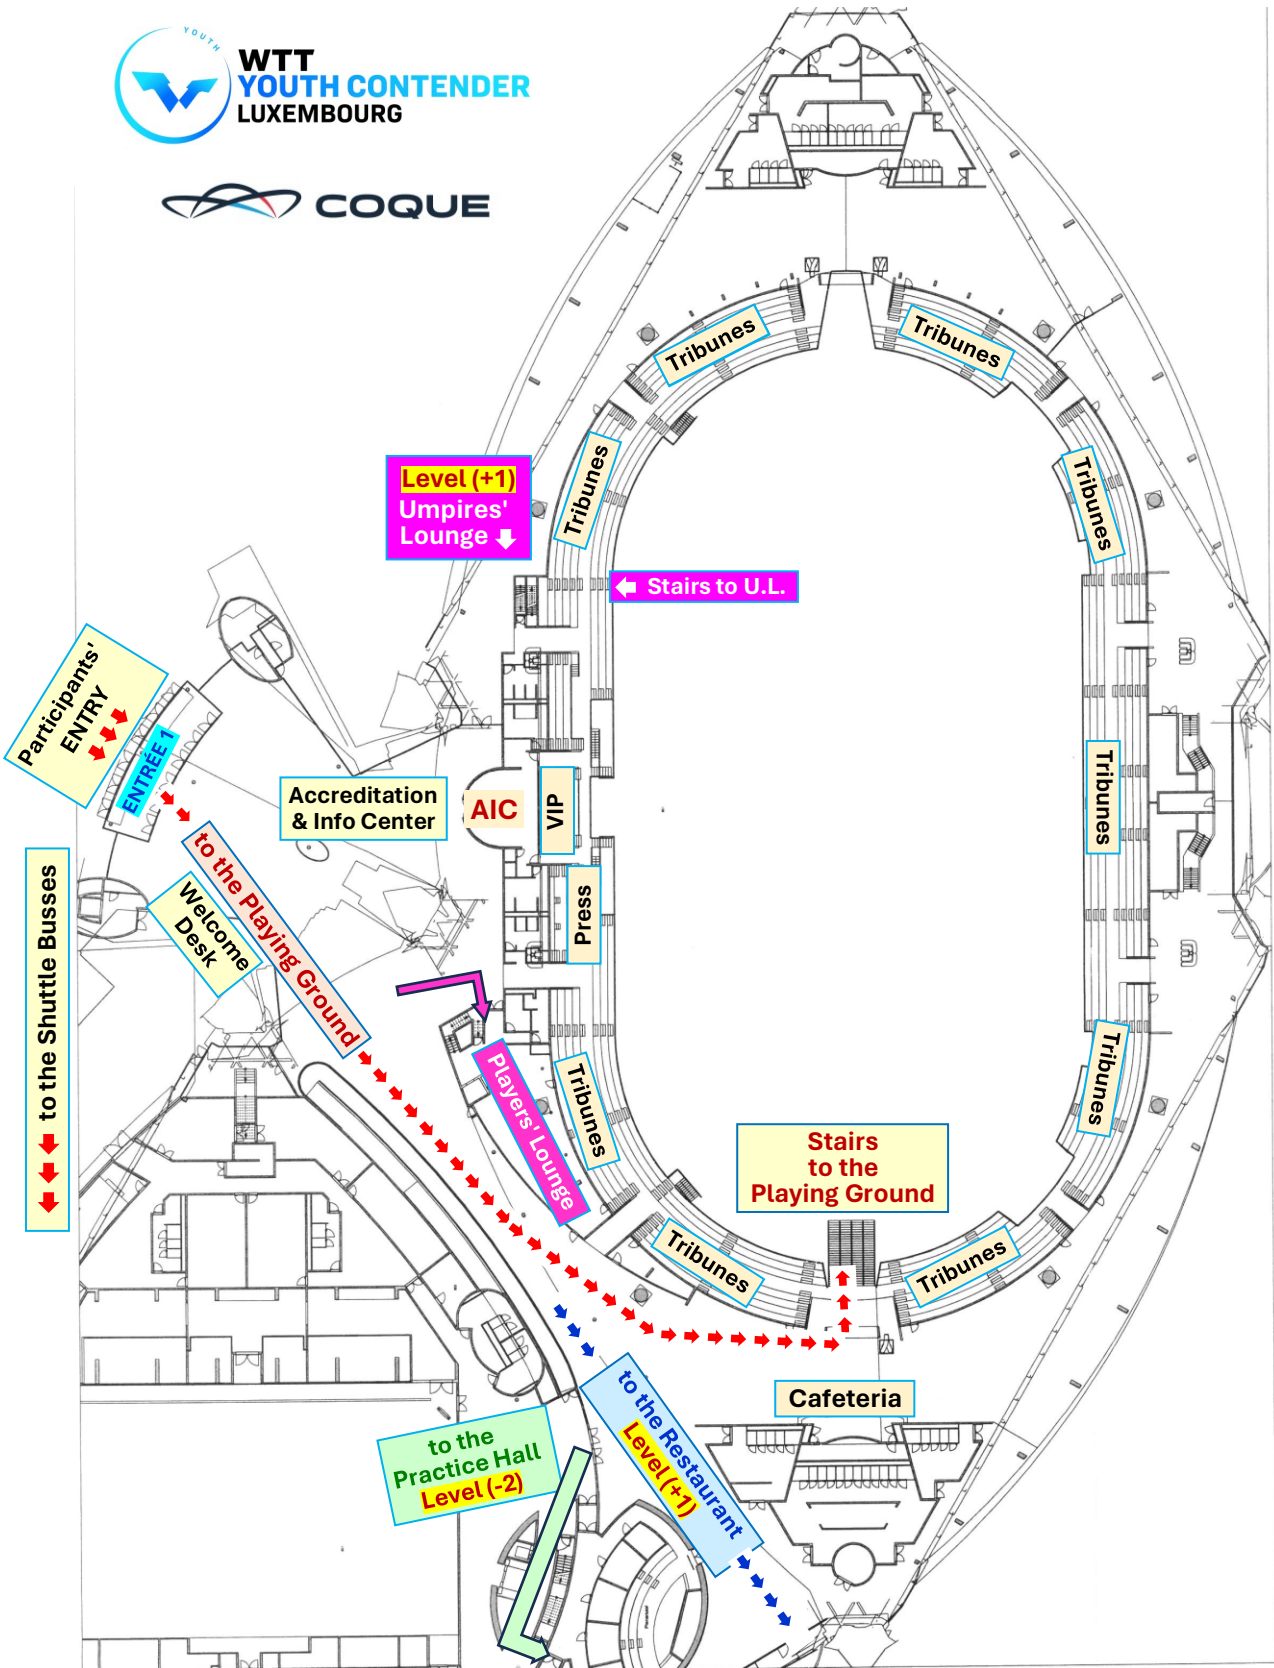 YOUTH
WTT
YOUTH CONTENDER
LUXEMBOURG
COQUE
Tribunes
Tribunes
Tribunes
Tribunes
Level (+1)
Umpires'
Lounge
Stairs to U.L.
Participants'
ENTRY
ENTRÉE 1
Accreditation
& Info Center
AIC
VIP
Tribunes
to the Playing Ground
Welcome
Desk
Press
to the Shuttle Busses
Players' Lounge
Tribunes
Tribunes
Stairs
to the
Playing Ground
Tribunes
Tribunes
Cafeteria
to the Restaurant
Level (+1)
to the
Practice Hall
Level (-2)